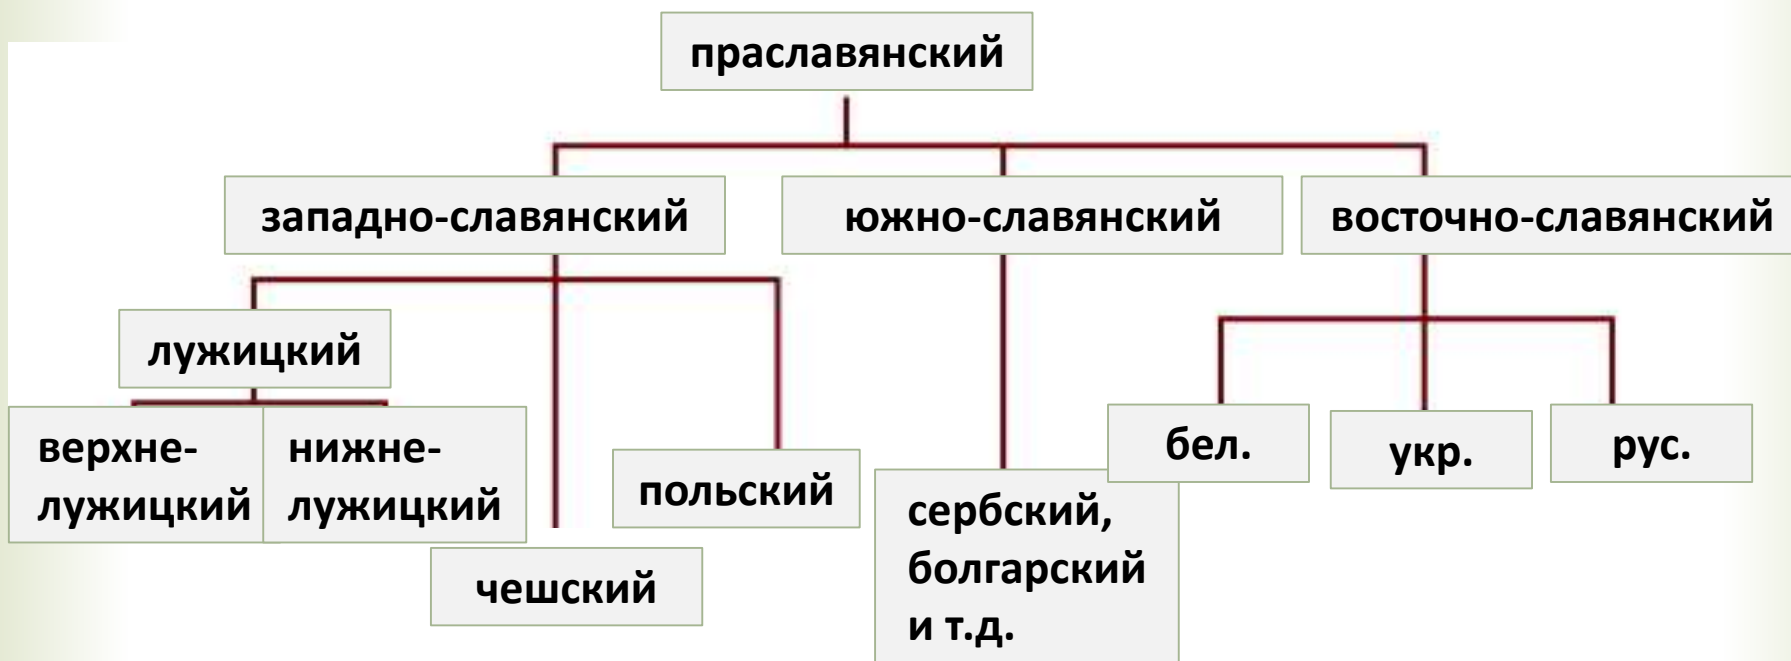 праславянский
западно-славянский
южно-славянский
восточно-славянский
лужицкий
верхне-
лужицкий
нижне-
лужицкий
чешский
польский
сербский,
болгарский
и т.д.
бел.
укр.
рус.